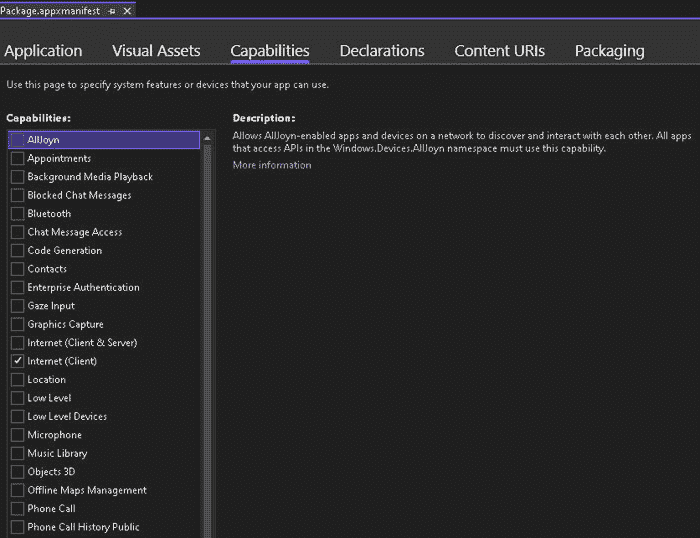 Package.appxmanifest
Application Visual Assets Capabilities Declarations Content URIs Packaging
Use this page to specify system features or devices that your app can use.
Capabilities:
AllJoyn
Appointments
Background Media Playback
Blocked Chat Messages
Bluetooth
Chat Message Access
Code Generation
Contacts
Enterprise Authentication
Gaze Input
Graphics Capture
Internet (Client & Server)
Internet (Client)
Location
Low Level
Low Level Devices
Microphone
Music Library
Objects 3D
Offline Maps Management
Phone Call
Phone Call History Public
Description:
Allows AllJoyn-enabled apps and devices on a network to discover and interact with each other. All apps
that access APIs in the Windows.Devices.AllJoyn namespace must use this capability.
More information